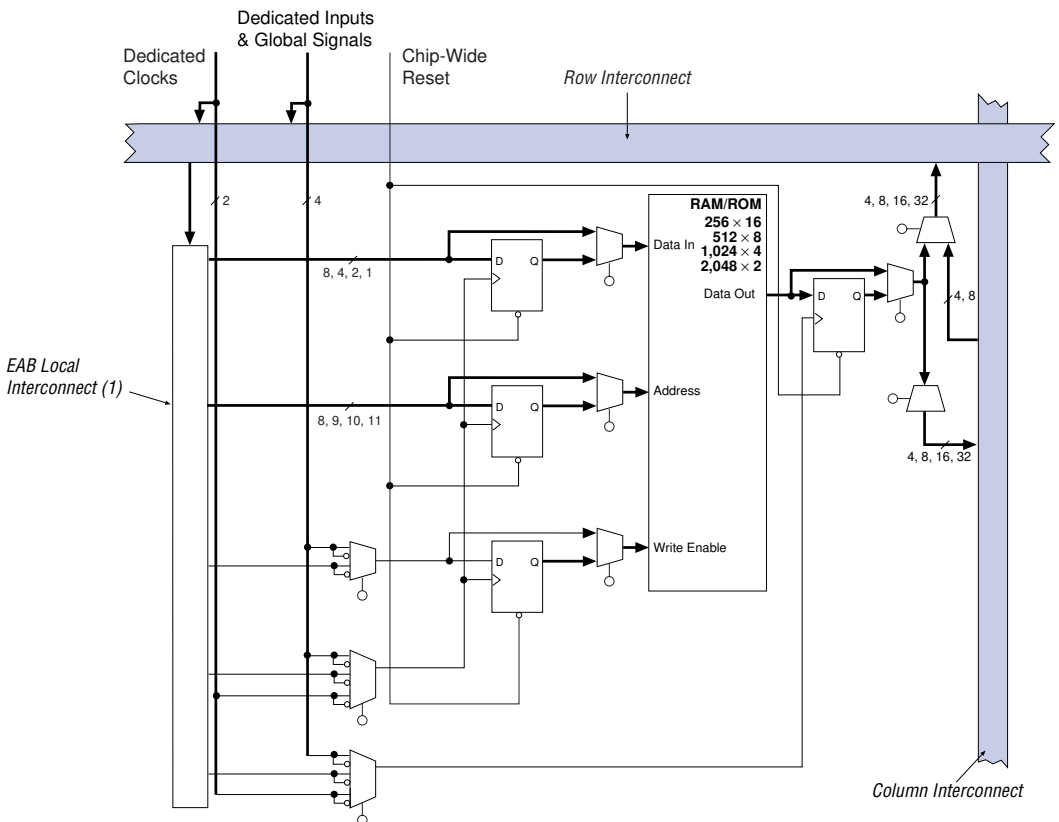 Dedicated Inputs
& Global Signals
Dedicated
Clocks
Chip-Wide
Reset
Row Interconnect
2
4
4, 8, 16, 32
RAM/ROM
256 × 16
512 × 8
1,024 × 4
2,048 × 2
Data In
D Q
8, 4, 2, 1
Data Out
D Q
4, 8
EAB Local
Interconnect (1)
Address
D Q
8, 9, 10, 11
4, 8, 16, 32
Write Enable
D Q
Column Interconnect